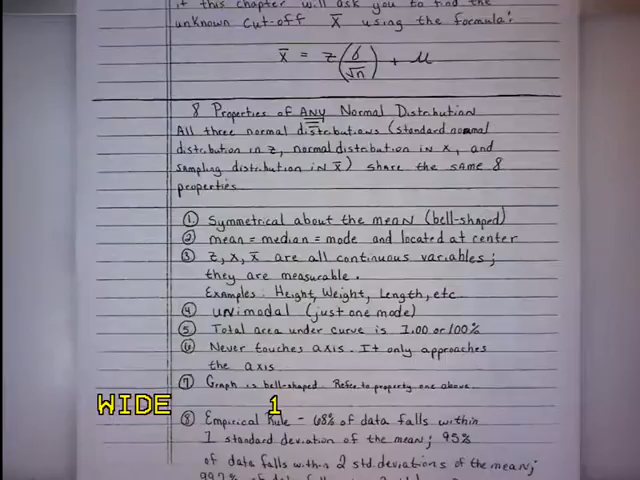 if this chapter will ask you to find the
unknown cut-off X̄ using the formula:
X̄ = z(σ/√n) + μ
8 Properties of ANY Normal Distribution
All three normal distributions (standard normal
distribution in z, normal distribution in x, and
sampling distribution in X̄) share the same 8
properties
① Symmetrical about the mean (bell-shaped)
② mean = median = mode and located at center
③ z, x, X̄ are all continuous variables;
they are measurable.
Examples: Height, Weight, Length, etc
④ unimodal (just one mode)
⑤ Total area under curve is 1.00 or 100%
⑥ Never touches axis. It only approaches
the axis
⑦ Graph is bell-shaped. Refer to property one above.
WIDE 1
⑧ Empirical Rule - 68% of data falls within
1 standard deviation of the mean; 95%
of data falls within 2 std. deviations of the mean;
99.7% of data